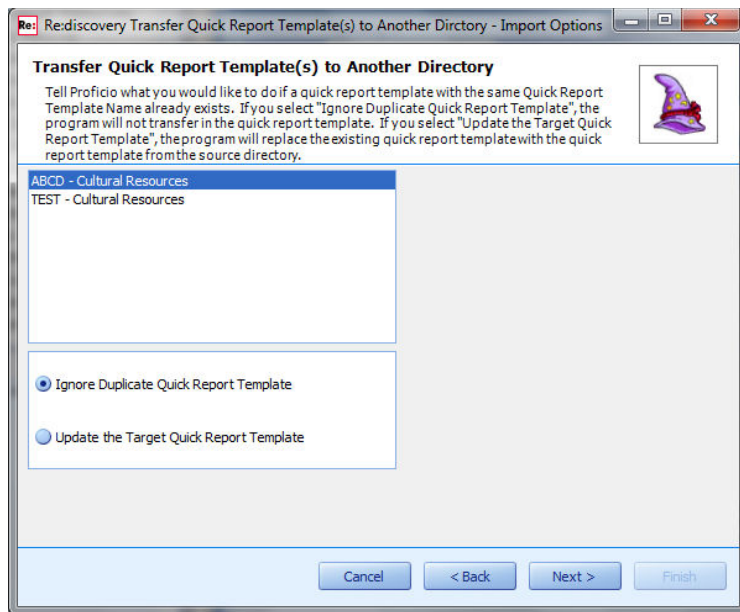 Re: Re:discovery Transfer Quick Report Template(s) to Another Dirctory - Import Options
Transfer Quick Report Template(s) to Another Directory
Tell Proficio what you would like to do if a quick report template with the same Quick Report
Template Name already exists. If you select "Ignore Duplicate Quick Report Template", the
program will not transfer in the quick report template. If you select "Update the Target Quick
Report Template", the program will replace the existing quick report template with the quick
report template from the source directory.
ABCD - Cultural Resources
TEST - Cultural Resources
Ignore Duplicate Quick Report Template
Update the Target Quick Report Template
Cancel < Back Next > Finish